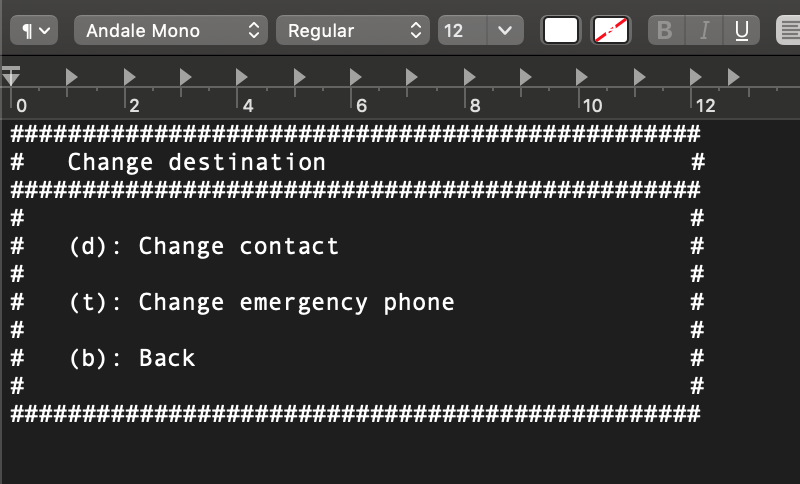 ¶ Andale Mono Regular 12 a B I U
0 2 4 6 8 10 12
################################################
#   Change destination                         #
################################################
#                                              #
#   (d): Change contact                        #
#                                              #
#   (t): Change emergency phone                #
#                                              #
#   (b): Back                                  #
#                                              #
################################################